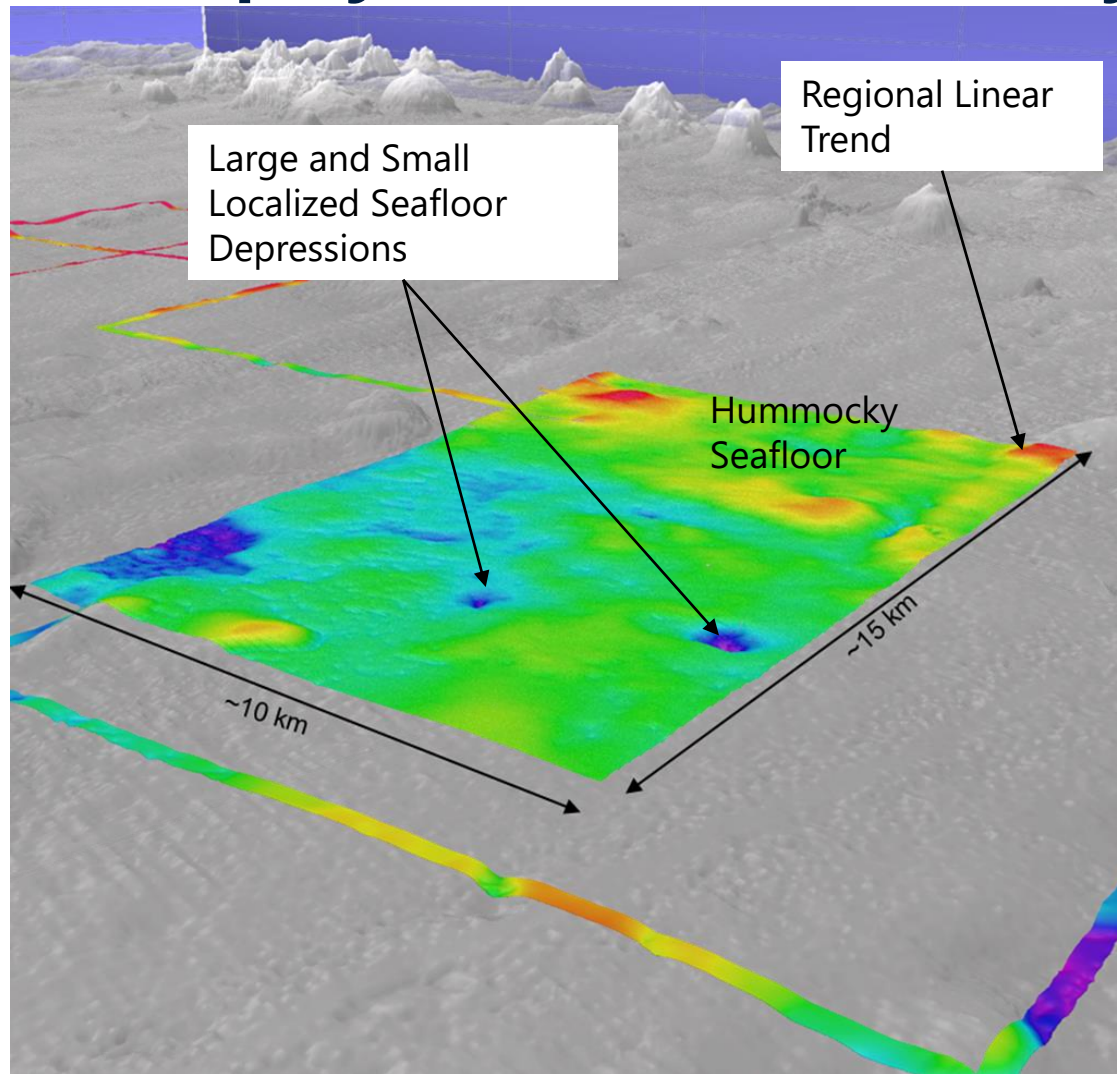 Large and Small
Localized Seafloor
Depressions
Regional Linear
Trend
Hummocky
Seafloor
~10 km
~15 km